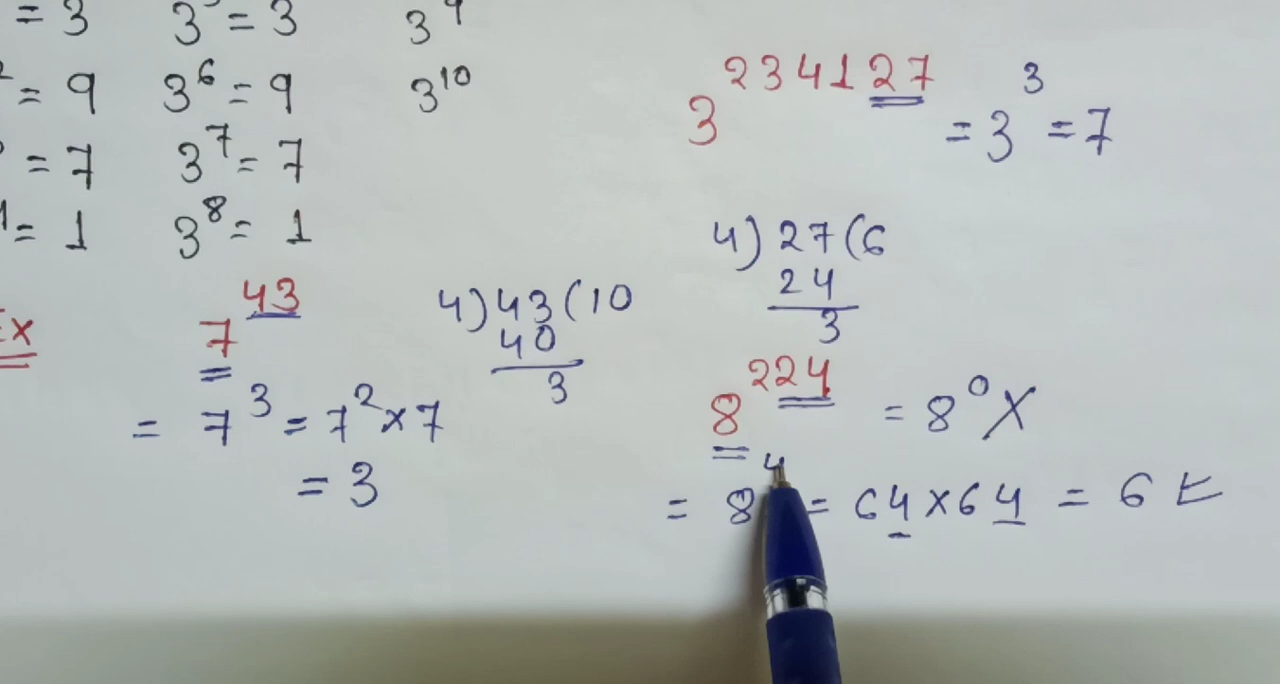 = 3 3⁵ = 3 3⁹
² = 9 3⁶ = 9 3¹⁰
= 7 3⁷ = 7
= 1 3⁸ = 1
3²³⁴¹²⁷ = 3³ = 7
4) 27 (6
24
3
Ex 7⁴³
= 7³ = 7² × 7
= 3
4) 43 (10
40
3
8²²⁴ = 8⁰ X
= 8⁴ = 64 × 64 = 6